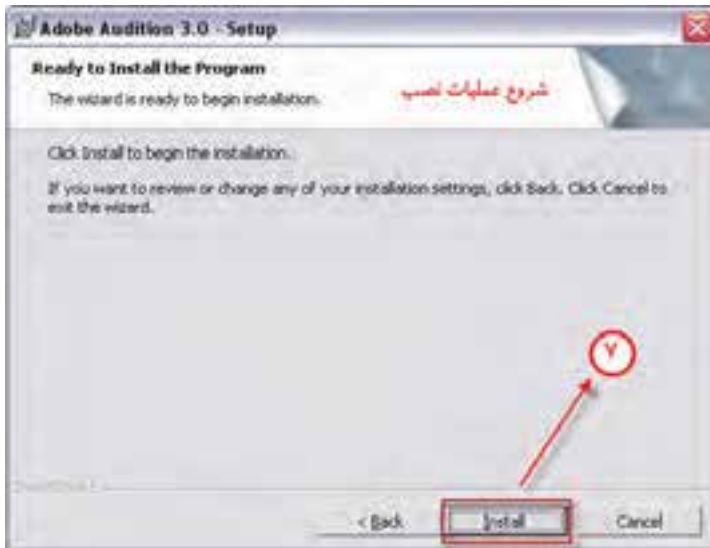 Adobe Audition 3.0 - Setup
Ready to Install the Program
The wizard is ready to begin installation.
شروع عملیات نصب
Click Install to begin the installation.
If you want to review or change any of your installation settings, click Back. Click Cancel to
exit the wizard.
۷
< Back
Install
Cancel